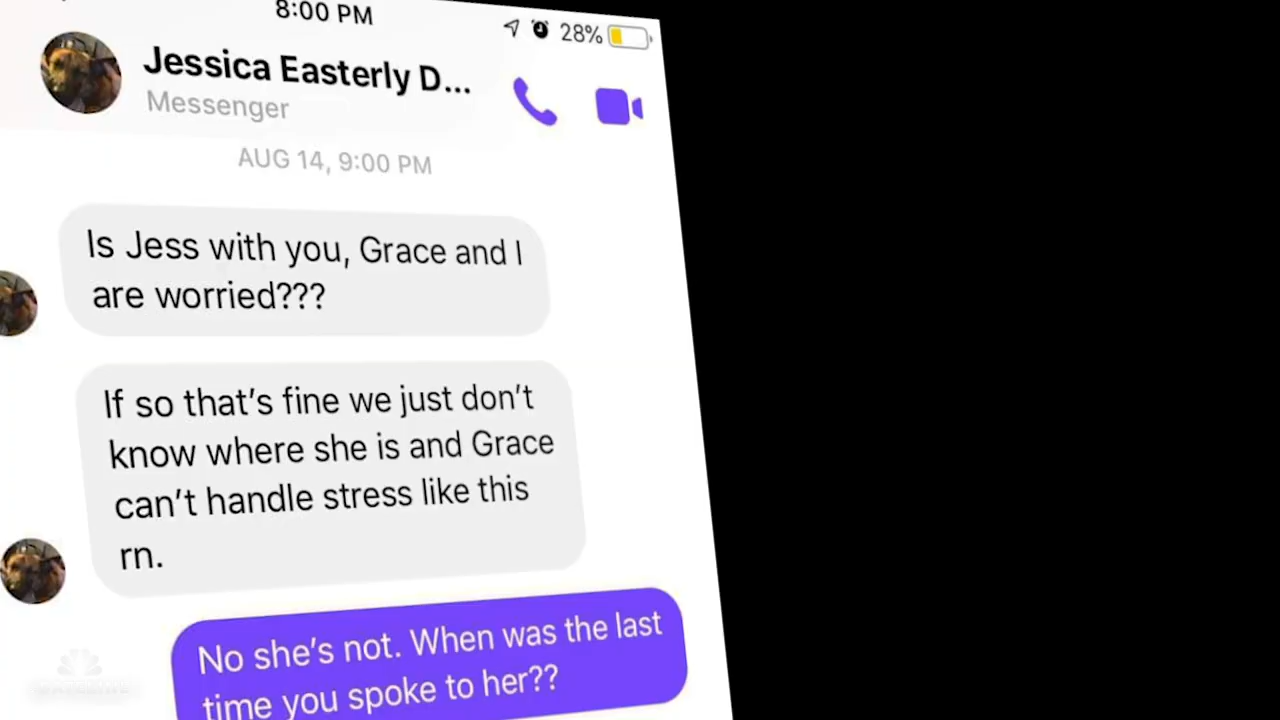 8:00 PM
28%
Jessica Easterly D...
Messenger
AUG 14, 9:00 PM
Is Jess with you, Grace and I
are worried???
If so that's fine we just don't
know where she is and Grace
can't handle stress like this
rn.
No she's not. When was the last
time you spoke to her??